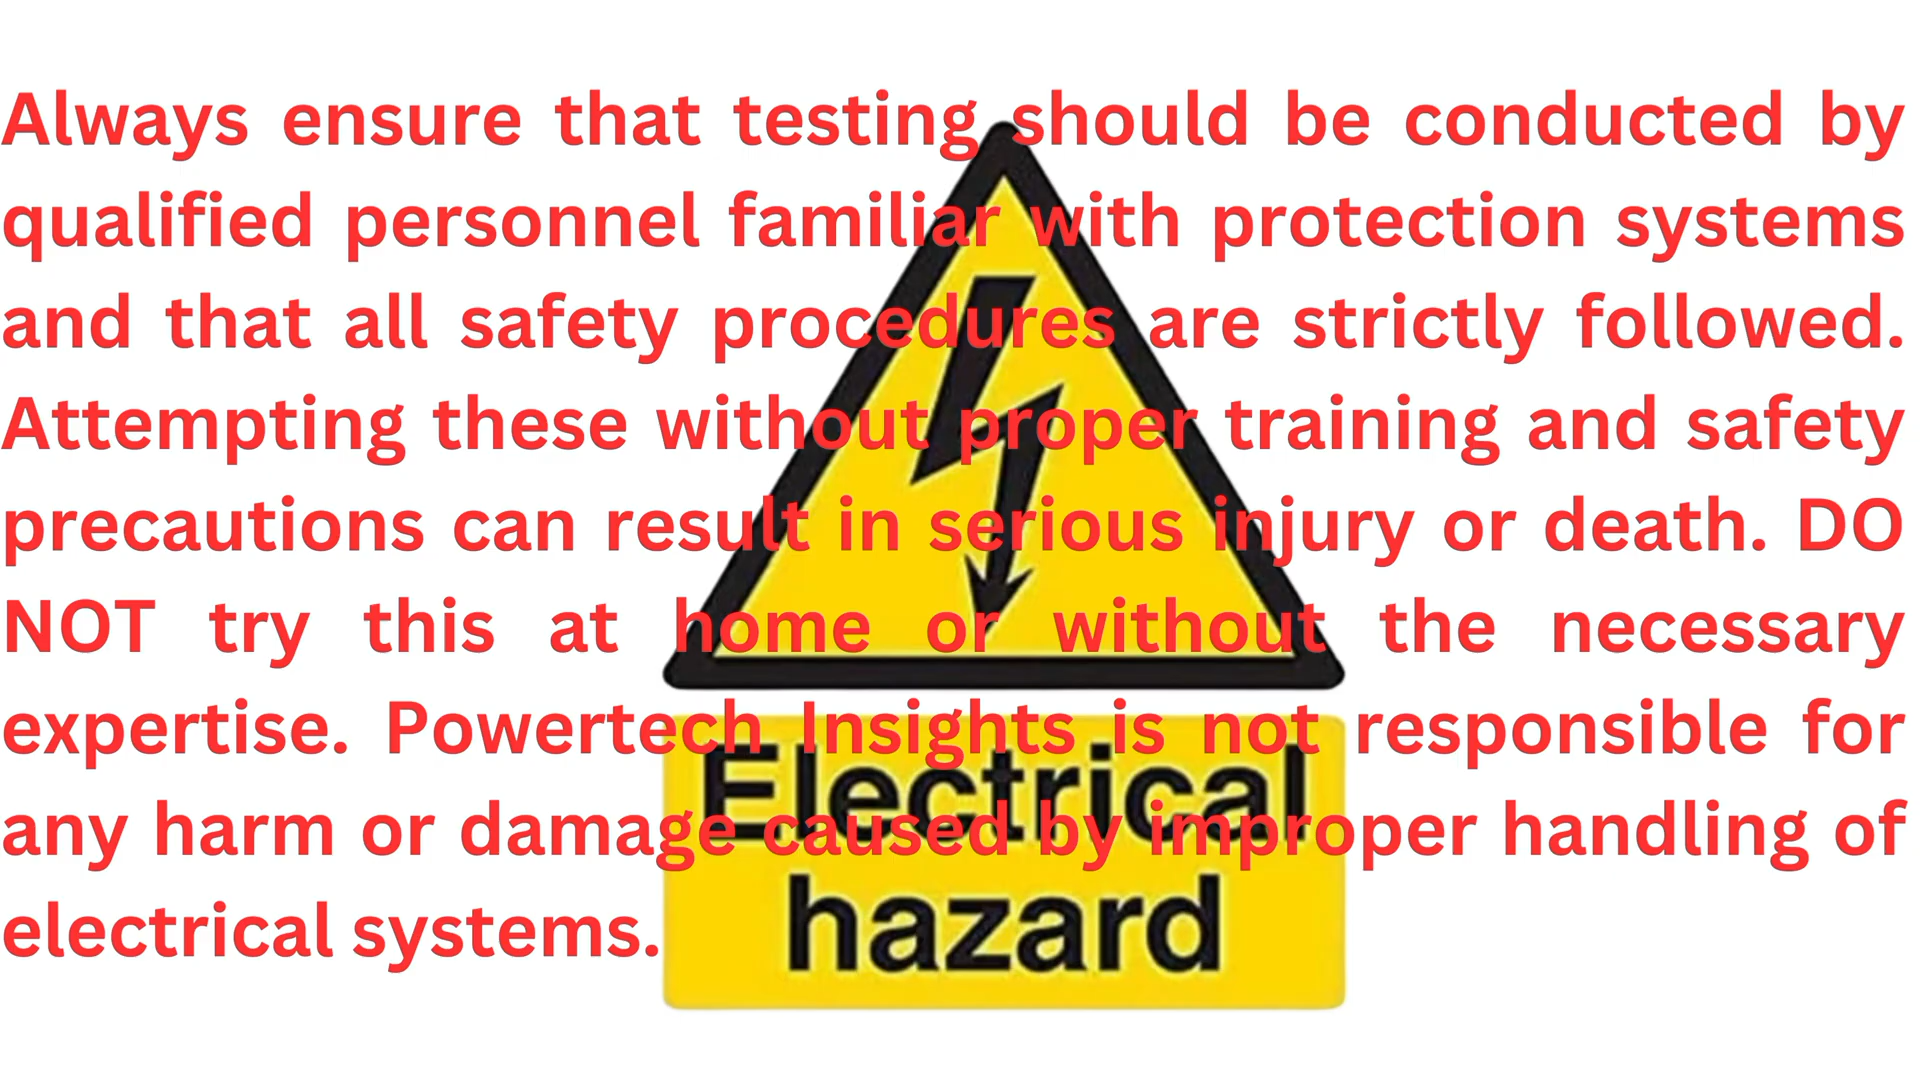 Always ensure that testing should be conducted by
qualified personnel familiar with protection systems
and that all safety procedures are strictly followed.
Attempting these without proper training and safety
precautions can result in serious injury or death. DO
NOT try this at home or without the necessary
expertise. Powertech Insights is not responsible for
any harm or damage caused by improper handling of
electrical systems.
Electrical
hazard